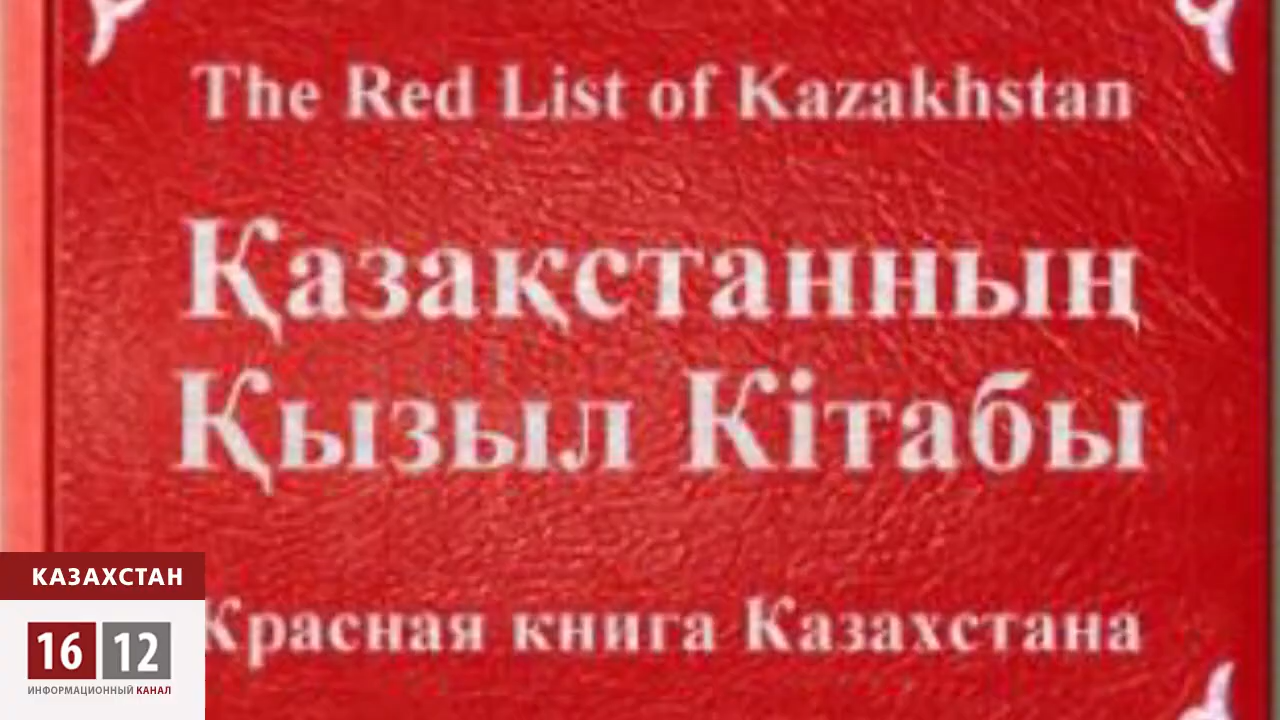 The Red List of Kazakhstan
Қазақстанның
Қызыл Кітабы
Красная книга Казахстана
КАЗАХСТАН
16 12
ИНФОРМАЦИОННЫЙ КАНАЛ